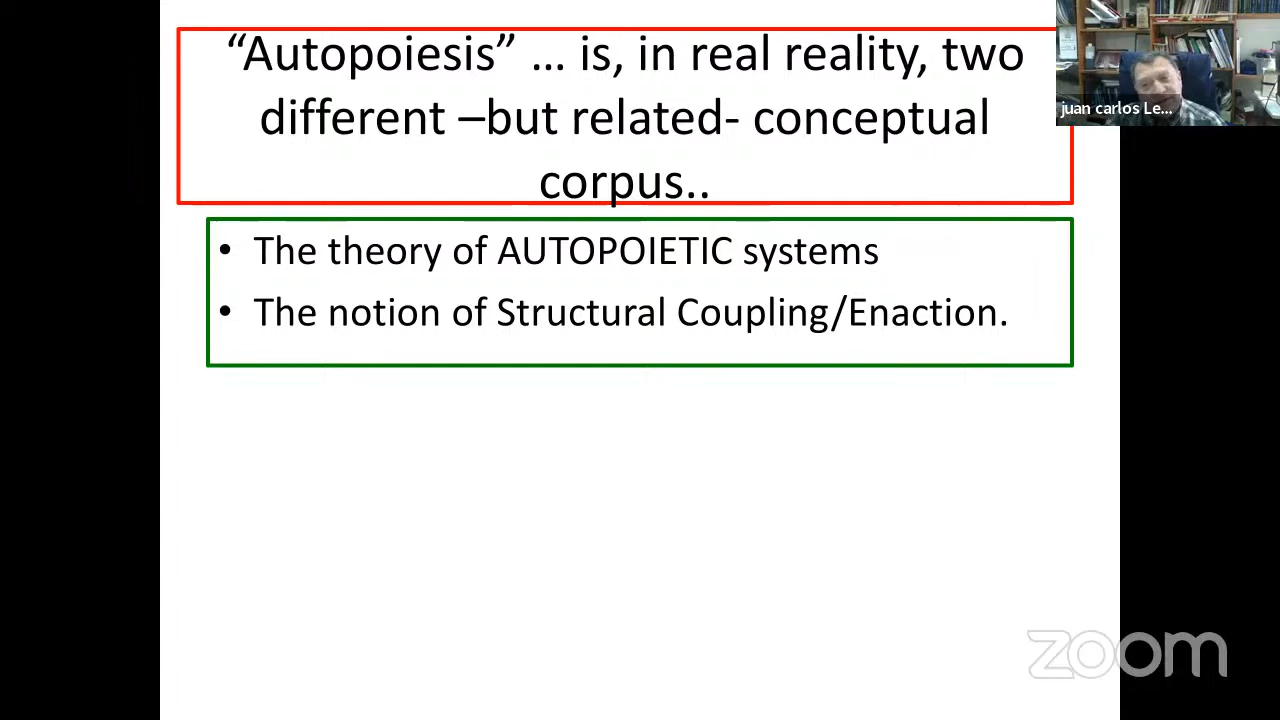 “Autopoiesis” ... is, in real reality, two
different –but related- conceptual
corpus..
juan carlos Le...
• The theory of AUTOPOIETIC systems
• The notion of Structural Coupling/Enaction.
zoom